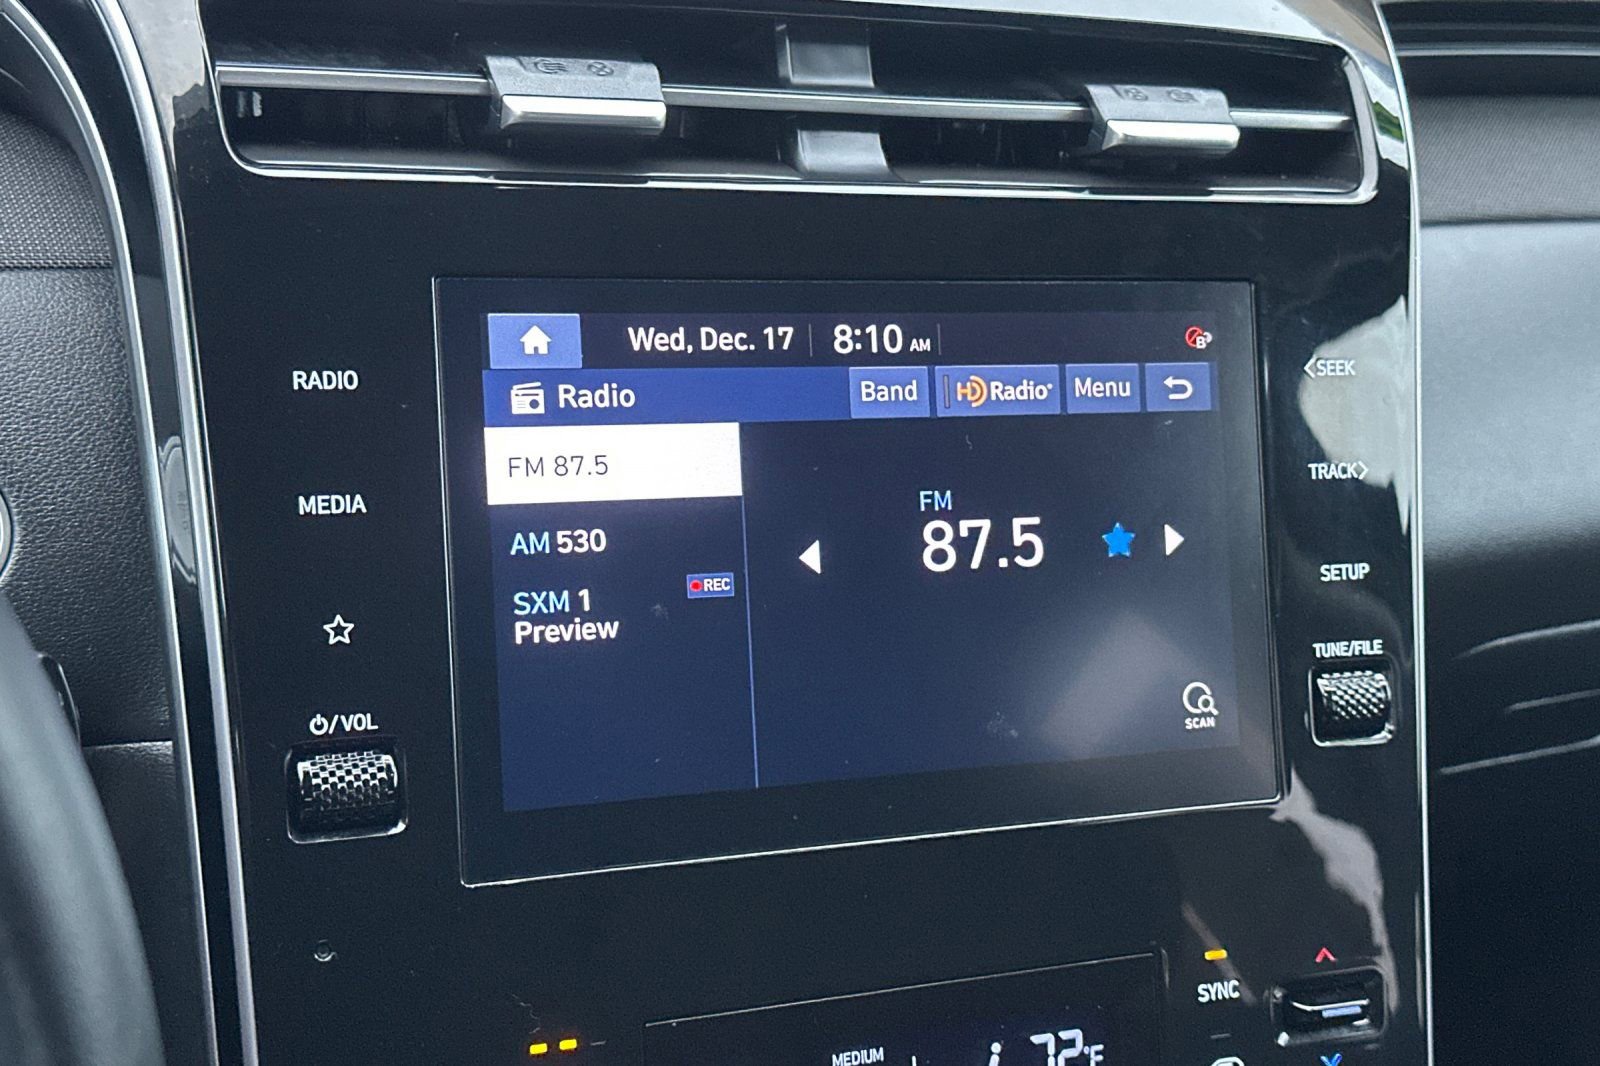 Wed, Dec. 17 8:10 AM
B
Radio Band HD Radio Menu
FM 87.5
AM 530
SXM 1 REC
Preview
FM
87.5
SCAN
RADIO
MEDIA
/VOL
<SEEK
TRACK>
SETUP
TUNE/FILE
SYNC
MEDIUM
72°F